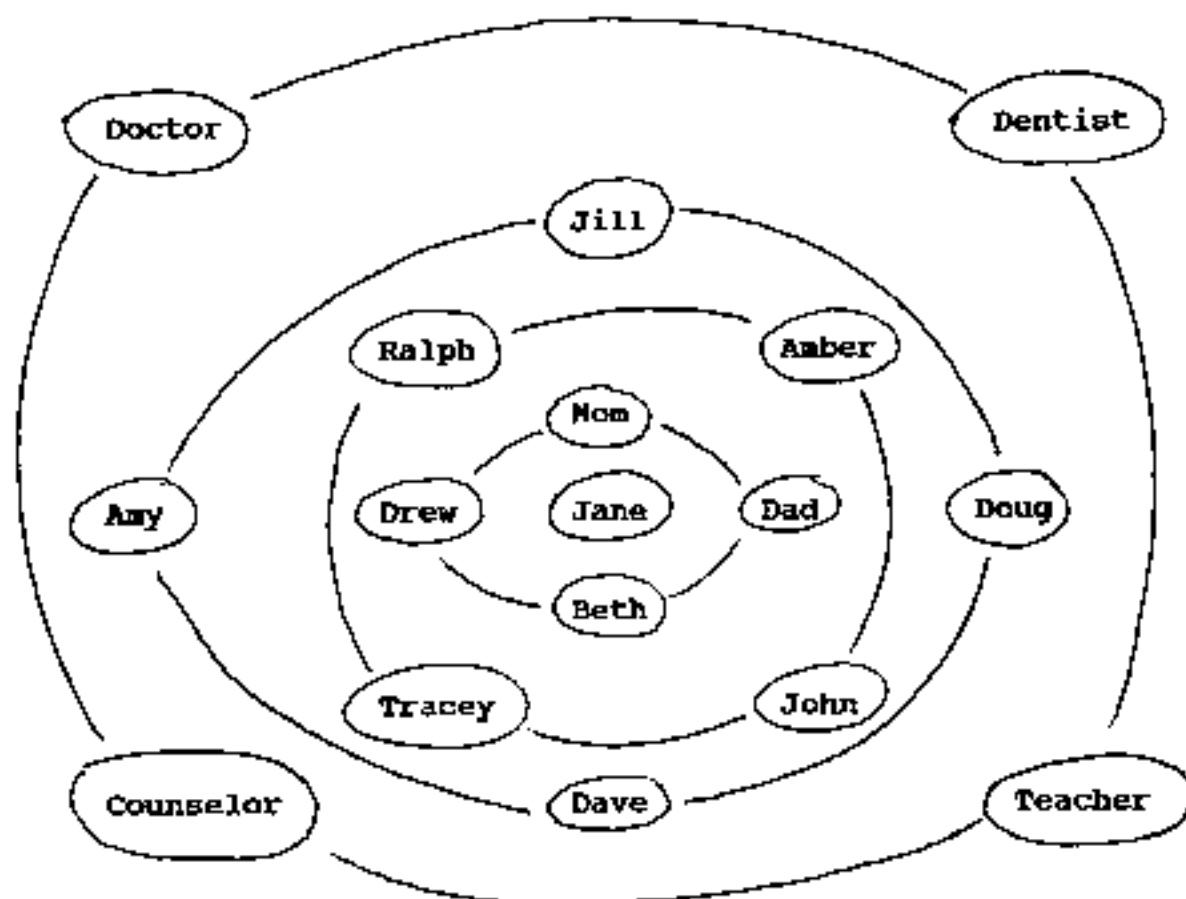 Doctor
Dentist
Jill
Ralph
Amber
Mom
Amy
Drew
Jane
Dad
Doug
Beth
Tracey
John
Counselor
Dave
Teacher